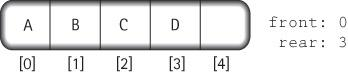 A B C D front: 0
rear: 3
[0] [1] [2] [3] [4]